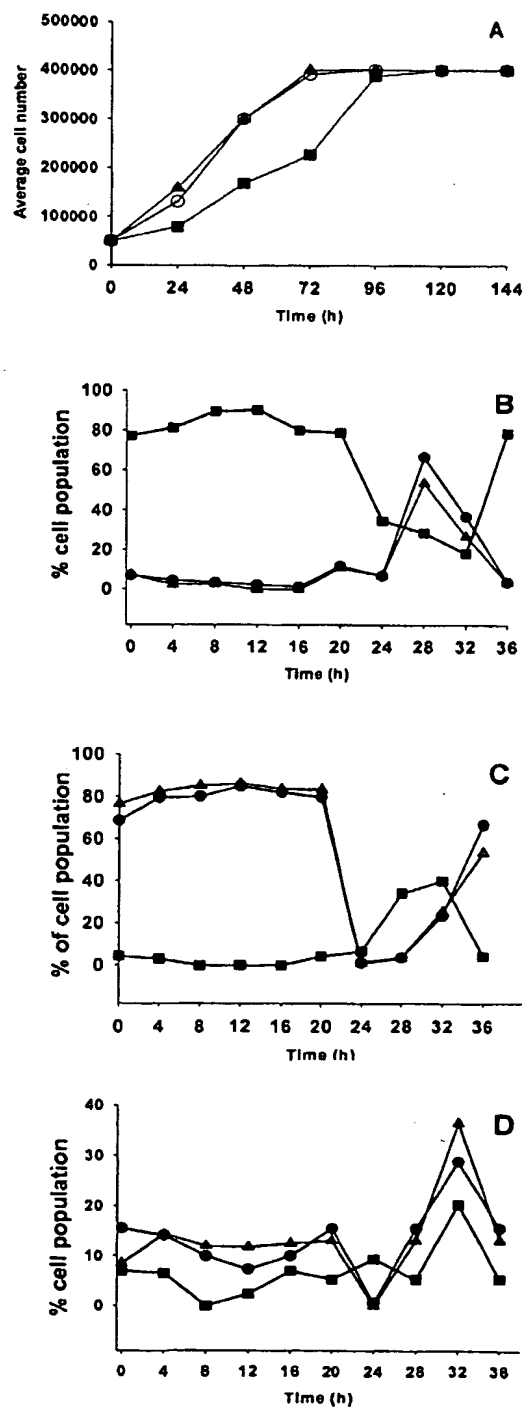 A
Average cell number
500000
400000
300000
200000
100000
0
0 24 48 72 96 120 144
Time (h)
B
% cell population
100
80
60
40
20
0
0 4 8 12 16 20 24 28 32 36
Time (h)
C
% of cell population
100
80
60
40
20
0
0 4 8 12 16 20 24 28 32 36
Time (h)
D
% cell population
40
30
20
10
0
0 4 8 12 16 20 24 28 32 36
Time (h)